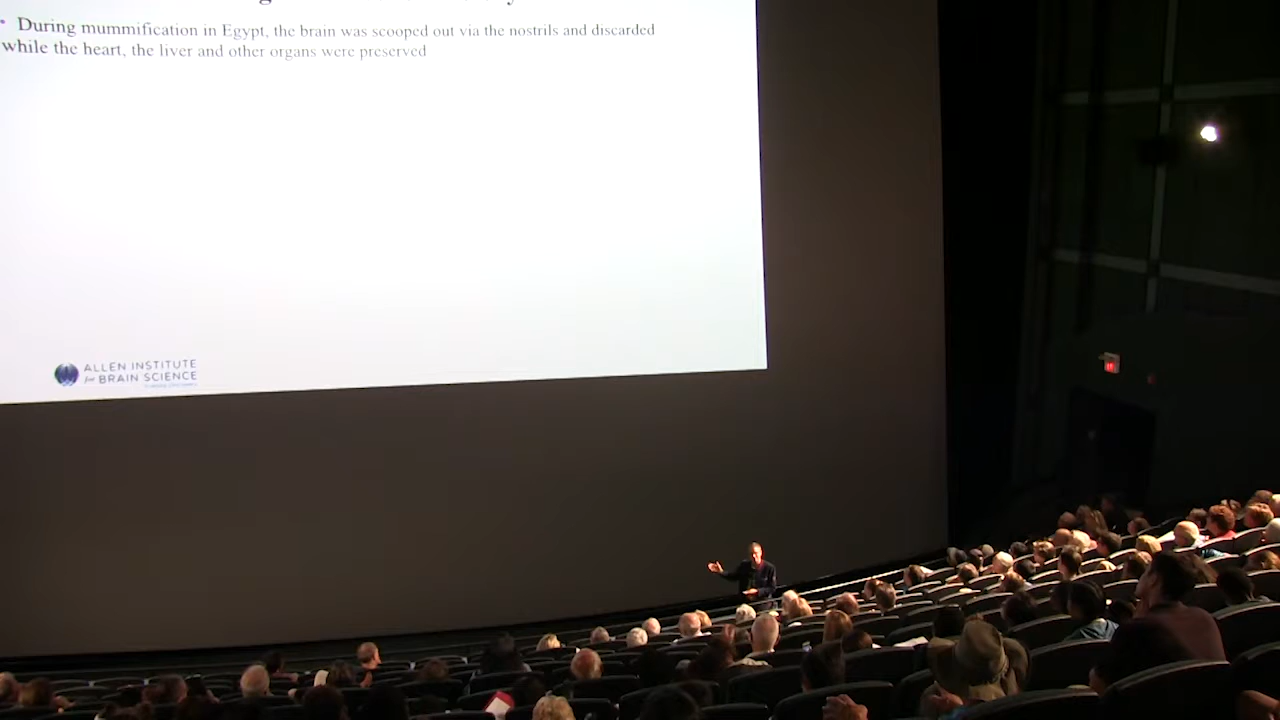 • During mummification in Egypt, the brain was scooped out via the nostrils and discarded
while the heart, the liver and other organs were preserved
ALLEN INSTITUTE
for BRAIN SCIENCE